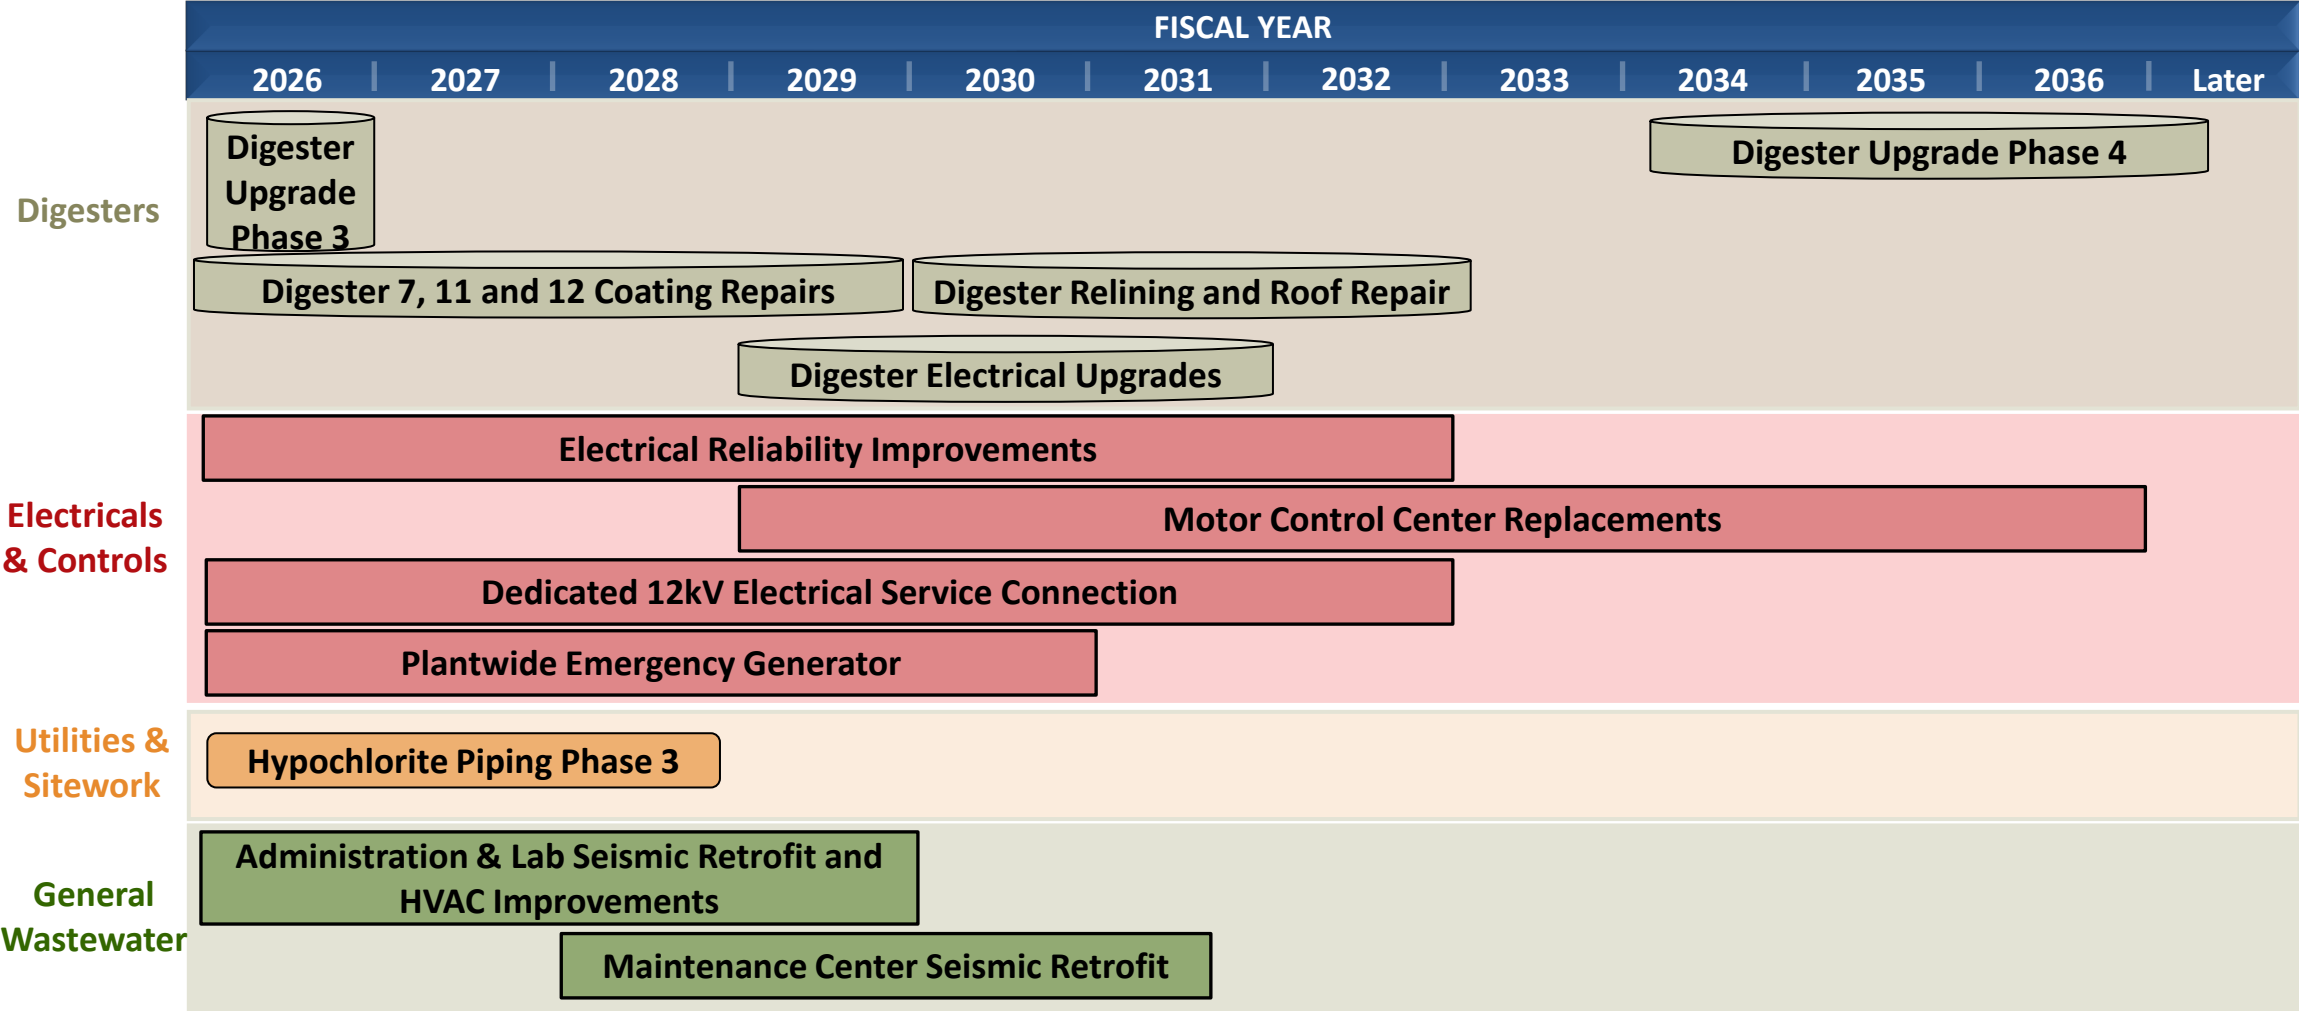 FISCAL YEAR
2026 2027 2028 2029 2030 2031 2032 2033 2034 2035 2036 Later
Digesters
Digester
Upgrade
Phase 3
Digester Upgrade Phase 4
Digester 7, 11 and 12 Coating Repairs
Digester Relining and Roof Repair
Digester Electrical Upgrades
Electricals
& Controls
Electrical Reliability Improvements
Motor Control Center Replacements
Dedicated 12kV Electrical Service Connection
Plantwide Emergency Generator
Utilities &
Sitework
Hypochlorite Piping Phase 3
General
Wastewater
Administration & Lab Seismic Retrofit and
HVAC Improvements
Maintenance Center Seismic Retrofit